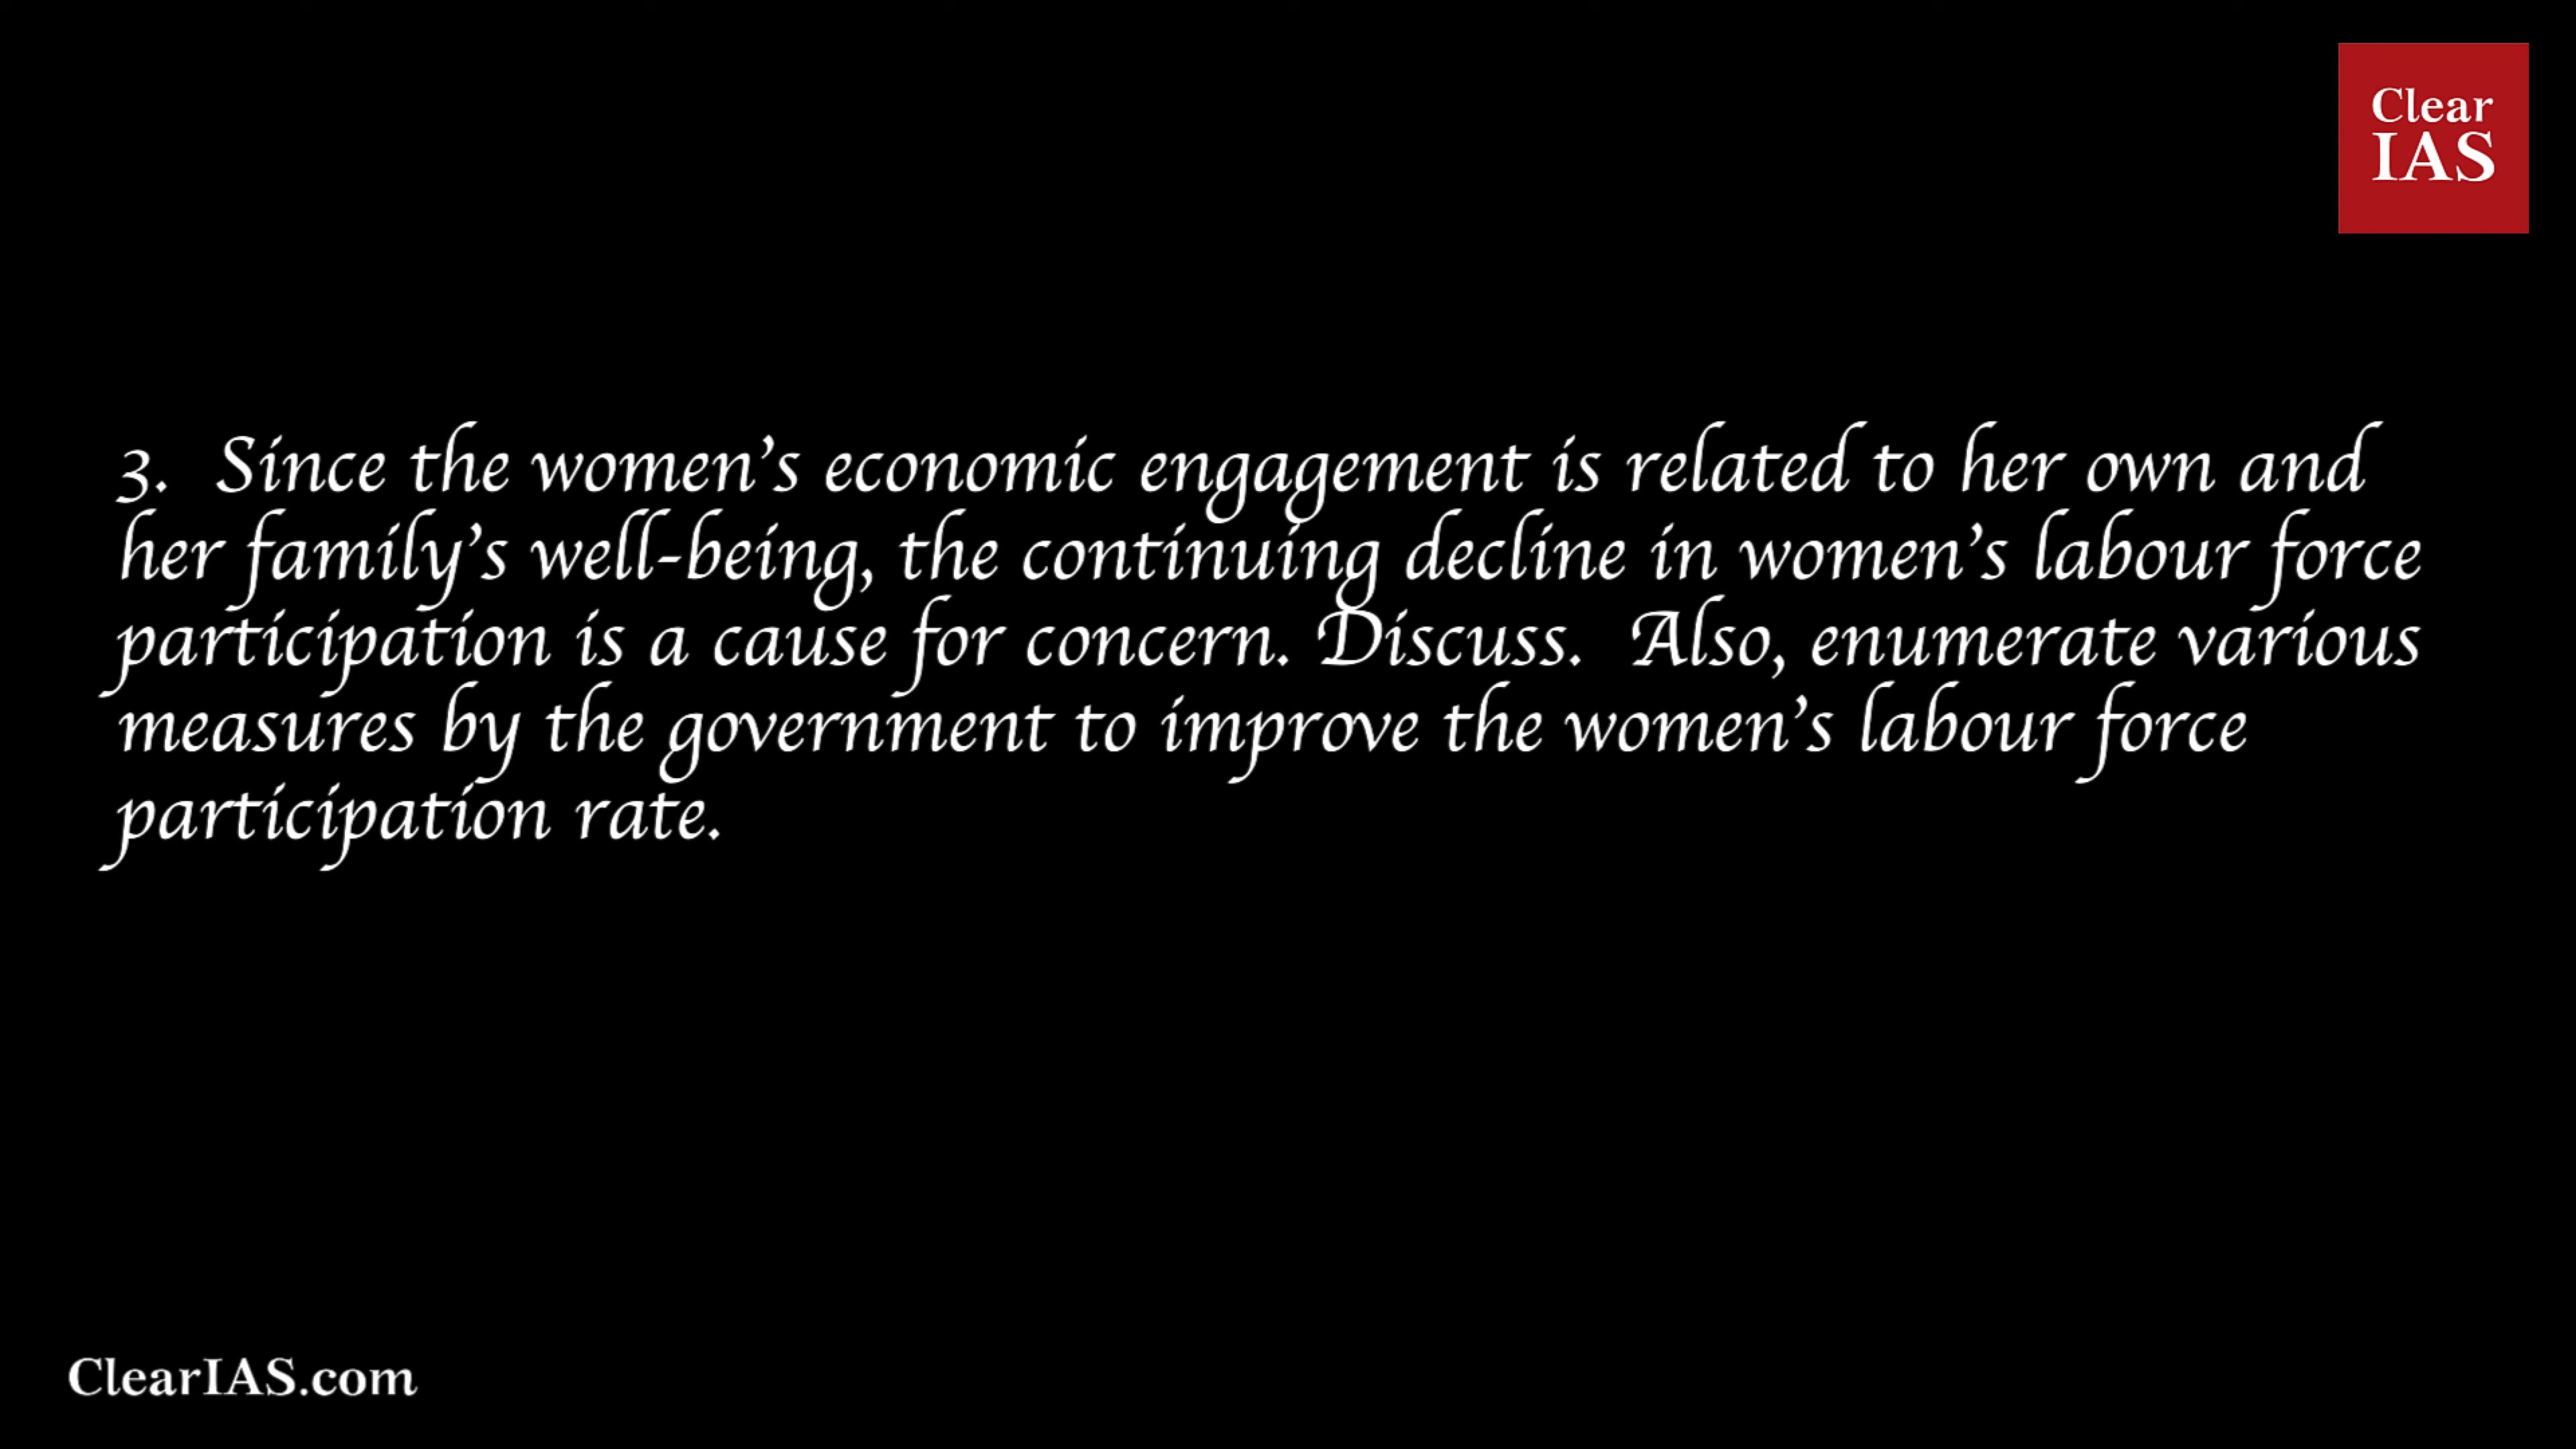 Clear
IAS
3. Since the women's economic engagement is related to her own and
her family's well-being, the continuing decline in women's labour force
participation is a cause for concern. Discuss. Also, enumerate various
measures by the government to improve the women's labour force
participation rate.
ClearIAS.com